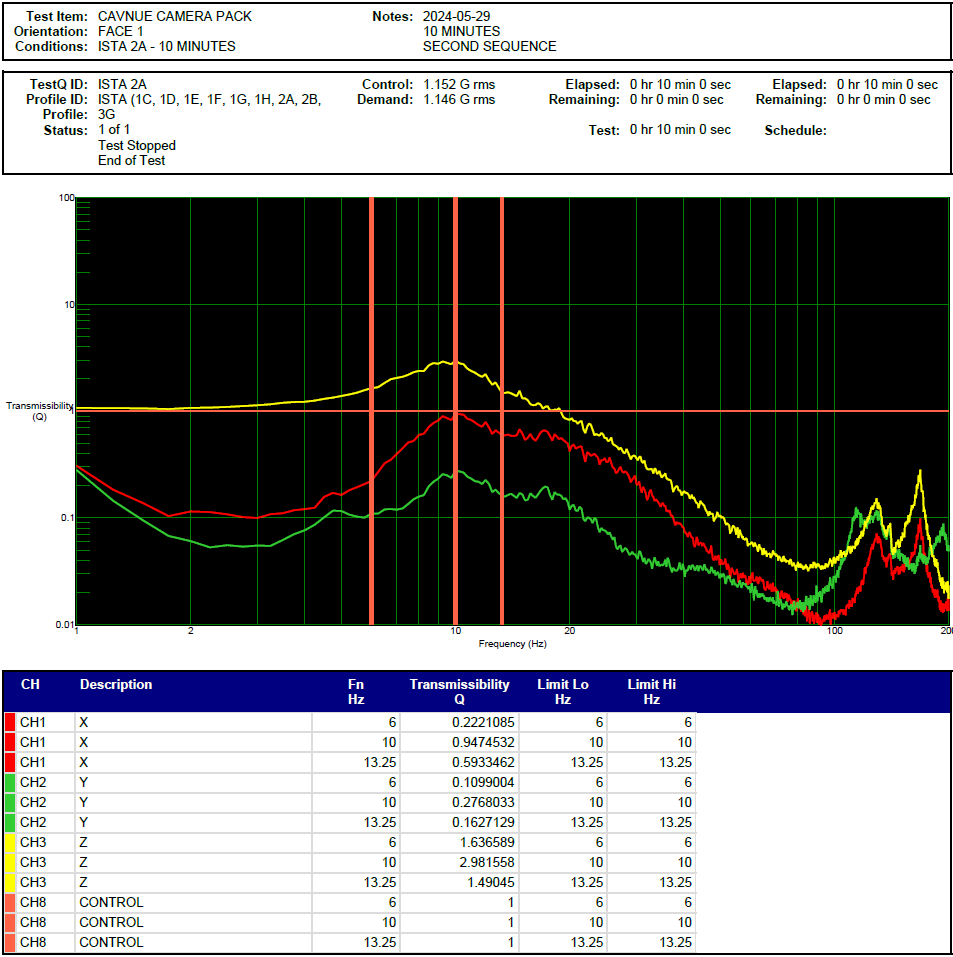 Test Item: CAVNUE CAMERA PACK Notes: 2024-05-29
Orientation: FACE 1 10 MINUTES
Conditions: ISTA 2A - 10 MINUTES SECOND SEQUENCE
TestQ ID: ISTA 2A Control: 1.152 G rms Elapsed: 0 hr 10 min 0 sec Elapsed: 0 hr 10 min 0 sec
Profile ID: ISTA (1C, 1D, 1E, 1F, 1G, 1H, 2A, 2B, Demand: 1.146 G rms Remaining: 0 hr 0 min 0 sec Remaining: 0 hr 0 min 0 sec
Profile: 3G
Status: 1 of 1 Test: 0 hr 10 min 0 sec Schedule:
Test Stopped
End of Test
100
10
Transmissibility 1
(Q)
0.1
0.01
1 2 10 20 100 200
Frequency (Hz)
CH Description Fn Transmissibility Limit Lo Limit Hi
Hz Q Hz Hz
CH1 X 6 0.2221085 6 6
CH1 X 10 0.9474532 10 10
CH1 X 13.25 0.5933462 13.25 13.25
CH2 Y 6 0.1099004 6 6
CH2 Y 10 0.2768033 10 10
CH2 Y 13.25 0.1627129 13.25 13.25
CH3 Z 6 1.636589 6 6
CH3 Z 10 2.981558 10 10
CH3 Z 13.25 1.49045 13.25 13.25
CH8 CONTROL 6 1 6 6
CH8 CONTROL 10 1 10 10
CH8 CONTROL 13.25 1 13.25 13.25